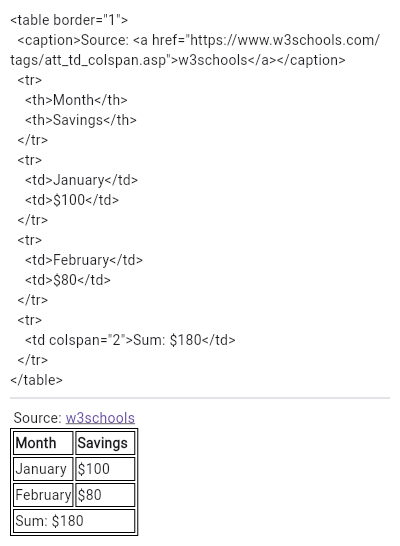 <table border="1">
  <caption>Source: <a href="https://www.w3schools.com/
tags/att_td_colspan.asp">w3schools</a></caption>
  <tr>
    <th>Month</th>
    <th>Savings</th>
  </tr>
  <tr>
    <td>January</td>
    <td>$100</td>
  </tr>
  <tr>
    <td>February</td>
    <td>$80</td>
  </tr>
  <tr>
    <td colspan="2">Sum: $180</td>
  </tr>
</table>
Source: w3schools
Month Savings
January $100
February $80
Sum: $180